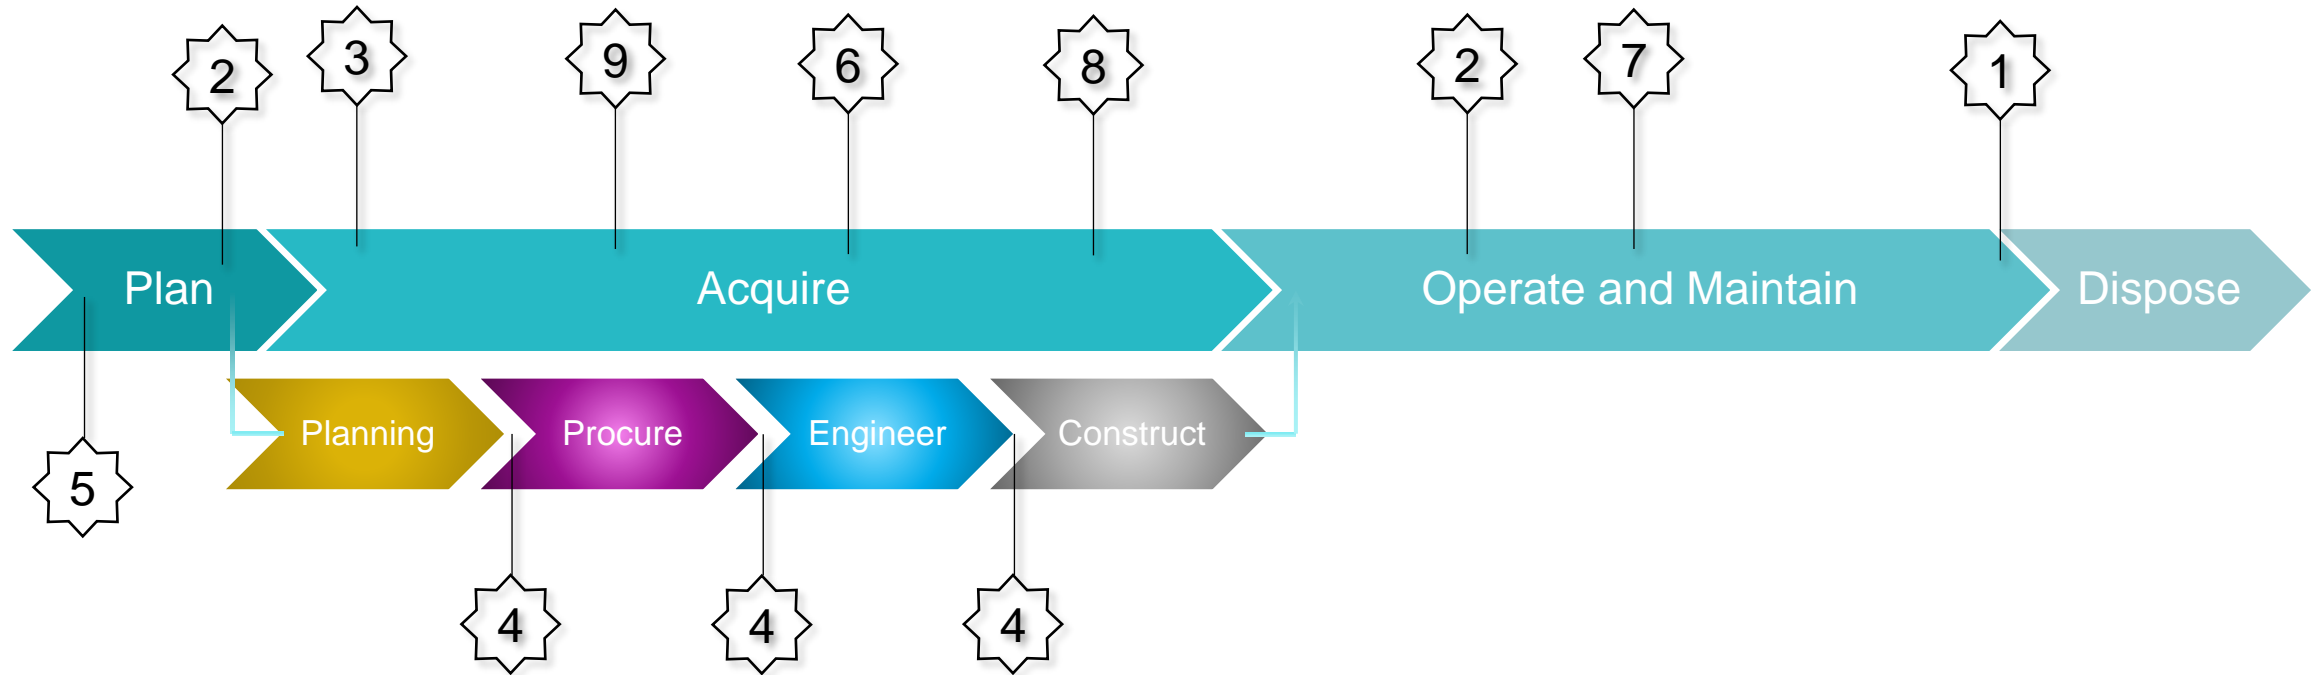 2
3
9
6
8
2
7
1
Plan
Acquire
Operate and Maintain
Dispose
Planning
Procure
Engineer
Construct
5
4
4
4